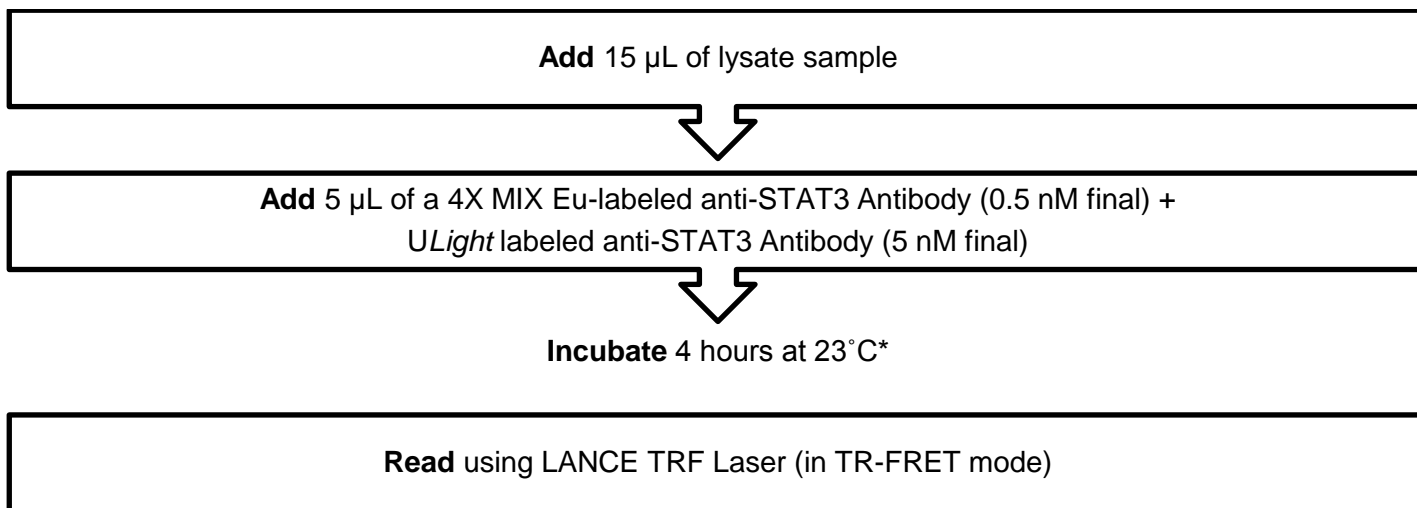 Add 15 µL of lysate sample
Add 5 µL of a 4X MIX Eu-labeled anti-STAT3 Antibody (0.5 nM final) +
ULight labeled anti-STAT3 Antibody (5 nM final)
Incubate 4 hours at 23˚C*
Read using LANCE TRF Laser (in TR-FRET mode)